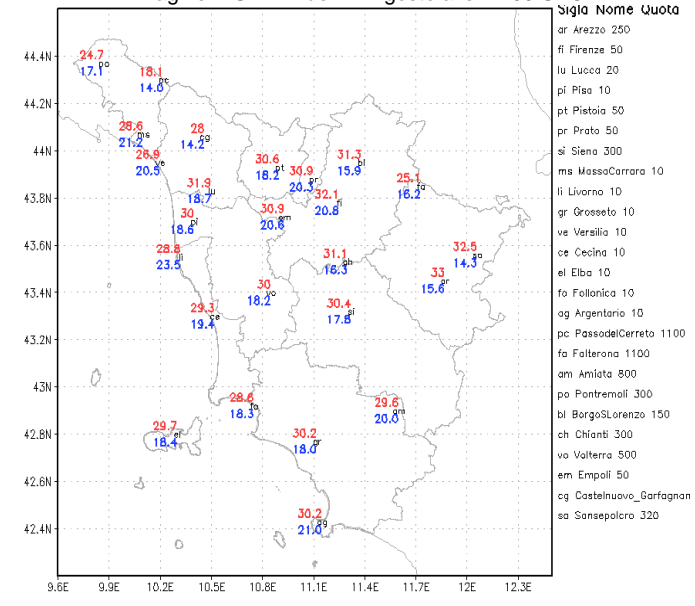 Sigla Nome Quota
ar Arezzo 250
fi Firenze 50
lu Lucca 20
pi Pisa 10
pt Pistoia 50
pr Prato 50
si Siena 300
ms MassaCarrara 10
li Livorno 10
gr Grosseto 10
ve Versilia 10
ce Cecina 10
el Elba 10
fo Follonica 10
ag Argentario 10
pc PassodelCerreto 1100
fa Falterona 1100
am Amiata 800
po Pontremoli 300
bl BorgoSLorenzo 150
ch Chianti 300
vo Volterra 500
em Empoli 50
cg Castelnuovo_Garfagnan
sa Sansepolcro 320
44.4N
44.2N
44N
43.8N
43.6N
43.4N
43.2N
43N
42.8N
42.6N
42.4N
9.6E 9.9E 10.2E 10.5E 10.8E 11.1E 11.4E 11.7E 12E 12.3E
24.7
17.1 po
18.1
14.0 pc
28.6
21.2 ms
28
14.2 cg
26.9
20.5 ve
30.6
18.2 pt
31.3
15.9 bl
30.9
20.3 pr
25.1
16.2 fa
31.9
18.7 lu
32.1
20.8 fi
30
18.6 pi
30.9
20.6 em
28.8
23.5 li
31.1
16.3 ch
32.5
14.3 sa
33
15.6 ar
30
18.2 vo
29.3
19.4 ce
30.4
17.8 si
28.8
18.3 fo
29.6
20.0 am
29.7
18.4 el
30.2
18.0 gr
30.2
21.0 ag